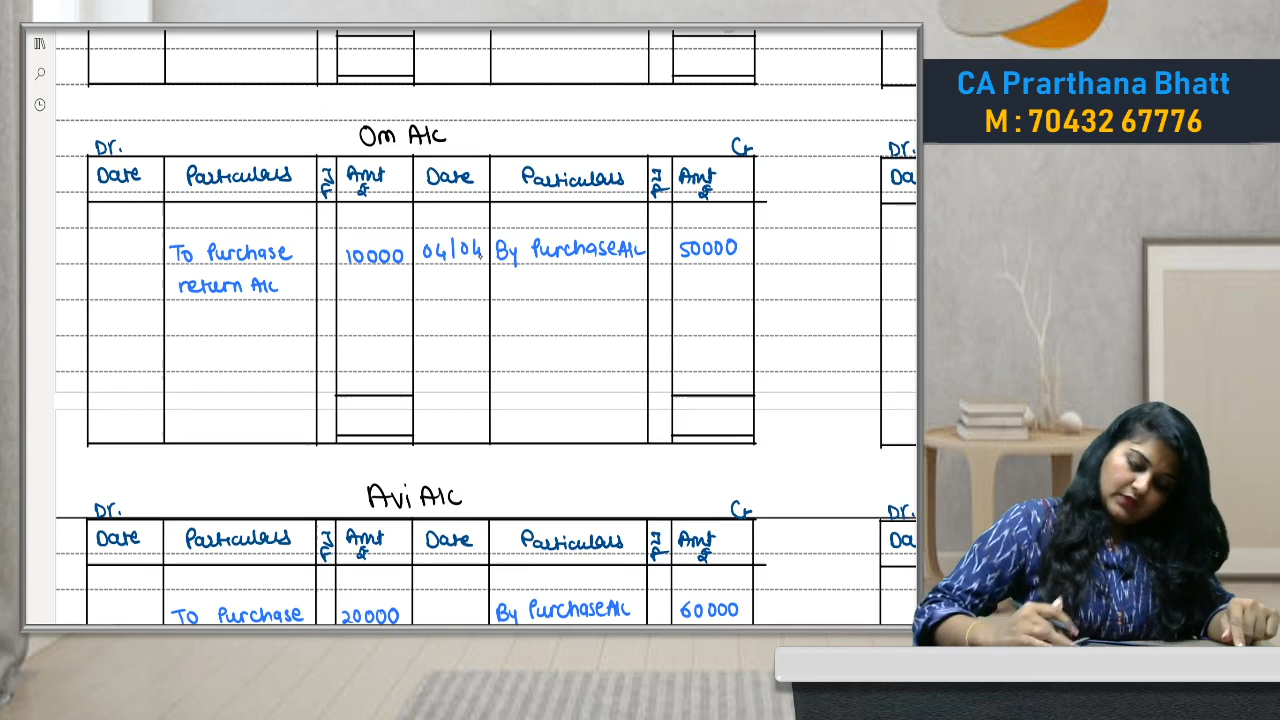 CA Prarthana Bhatt
M : 70432 67776
Om A/c
Dr. Cr
Date Particulars J.F Amt ₹ Date Particulars J.F Amt ₹
To Purchase 10000 04/04 By Purchase A/c 50000
return A/c
Avi A/c
Dr. Cr
Date Particulars J.F Amt ₹ Date Particulars J.F Amt ₹
To Purchase 20000 By Purchase A/c 60000
Dr.
Da
Dr.
Da